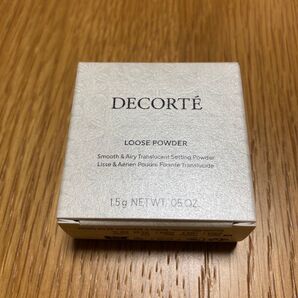 DECORTÉ
LOOSE POWDER
Smooth & Airy Translucent Setting Powder
Lisse & Aérien Poudre Fixante Translucide
1.5g NET WT. .05 OZ.